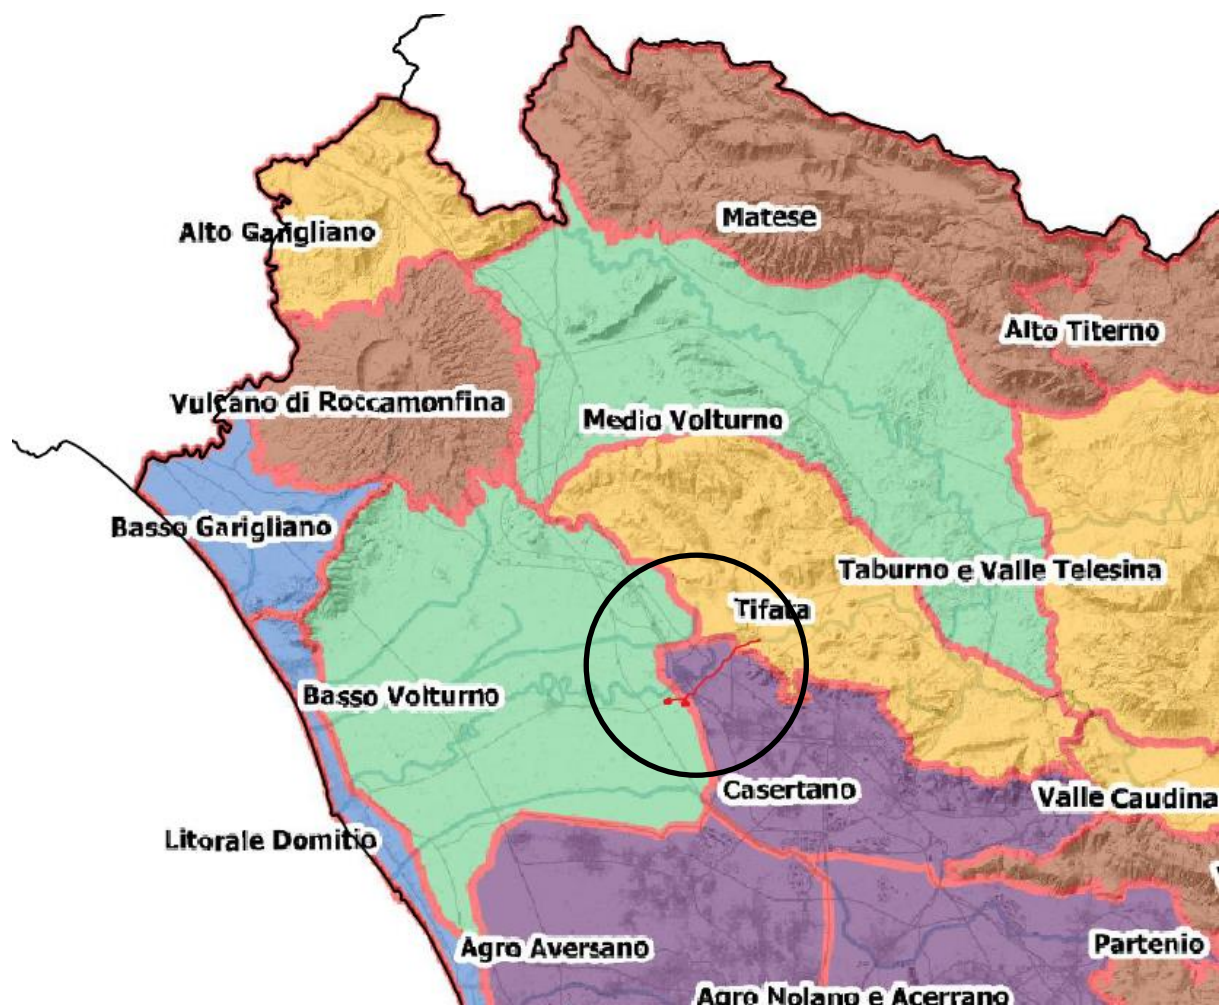 Matese
Alto Garigliano
Alto Titerno
Vulcano di Roccamonfina
Medio Volturno
Basso Garigliano
Taburno e Valle Telesina
Tifata
Basso Volturno
Casertano
Valle Caudina
Litorale Domitio
Agro Aversano
Partenio
Agro Nolano e Acerrano